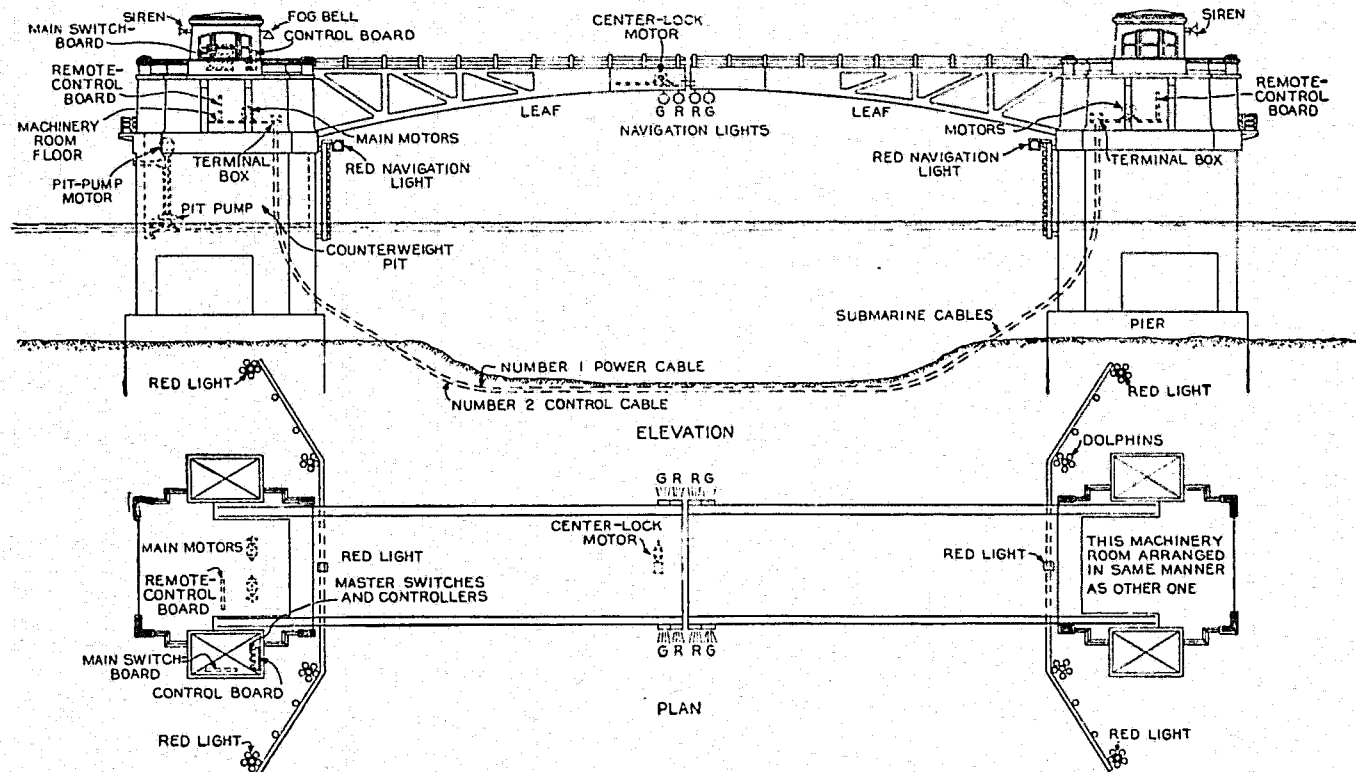 SIREN
FOG BELL
MAIN SWITCH-
BOARD
CONTROL BOARD
CENTER-LOCK
MOTOR
SIREN
REMOTE-
CONTROL
BOARD
MACHINERY
ROOM
FLOOR
MAIN MOTORS
TERMINAL
BOX
RED NAVIGATION
LIGHT
PIT-PUMP
MOTOR
PIT PUMP
COUNTERWEIGHT
PIT
LEAF
G R R G
NAVIGATION LIGHTS
LEAF
MOTORS
REMOTE-
CONTROL
BOARD
RED NAVIGATION
LIGHT
TERMINAL BOX
SUBMARINE CABLES
PIER
NUMBER 1 POWER CABLE
NUMBER 2 CONTROL CABLE
ELEVATION
RED LIGHT
RED LIGHT
DOLPHINS
G R R G
CENTER-LOCK
MOTOR
MAIN MOTORS
REMOTE-
CONTROL
BOARD
RED LIGHT
MASTER SWITCHES
AND CONTROLLERS
RED LIGHT
THIS MACHINERY
ROOM ARRANGED
IN SAME MANNER
AS OTHER ONE
MAIN SWITCH-
BOARD
CONTROL BOARD
G R R G
PLAN
RED LIGHT
RED LIGHT